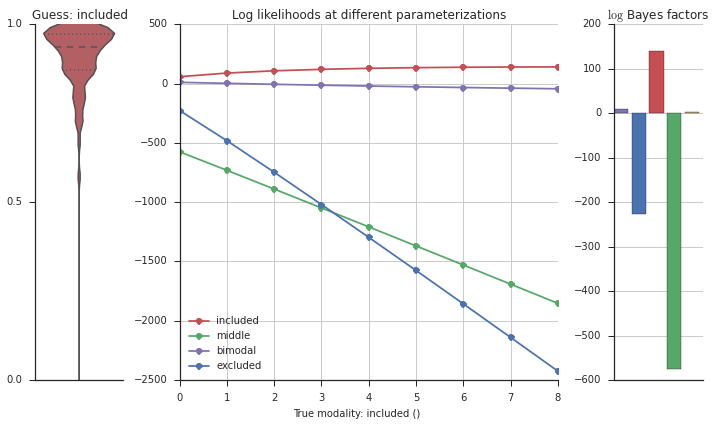 Guess: included
1.0
0.5
0.0
Log likelihoods at different parameterizations
500
0
−500
−1000
−1500
−2000
−2500
included
middle
bimodal
excluded
0 1 2 3 4 5 6 7 8
True modality: included ()
log Bayes factors
200
100
0
−100
−200
−300
−400
−500
−600